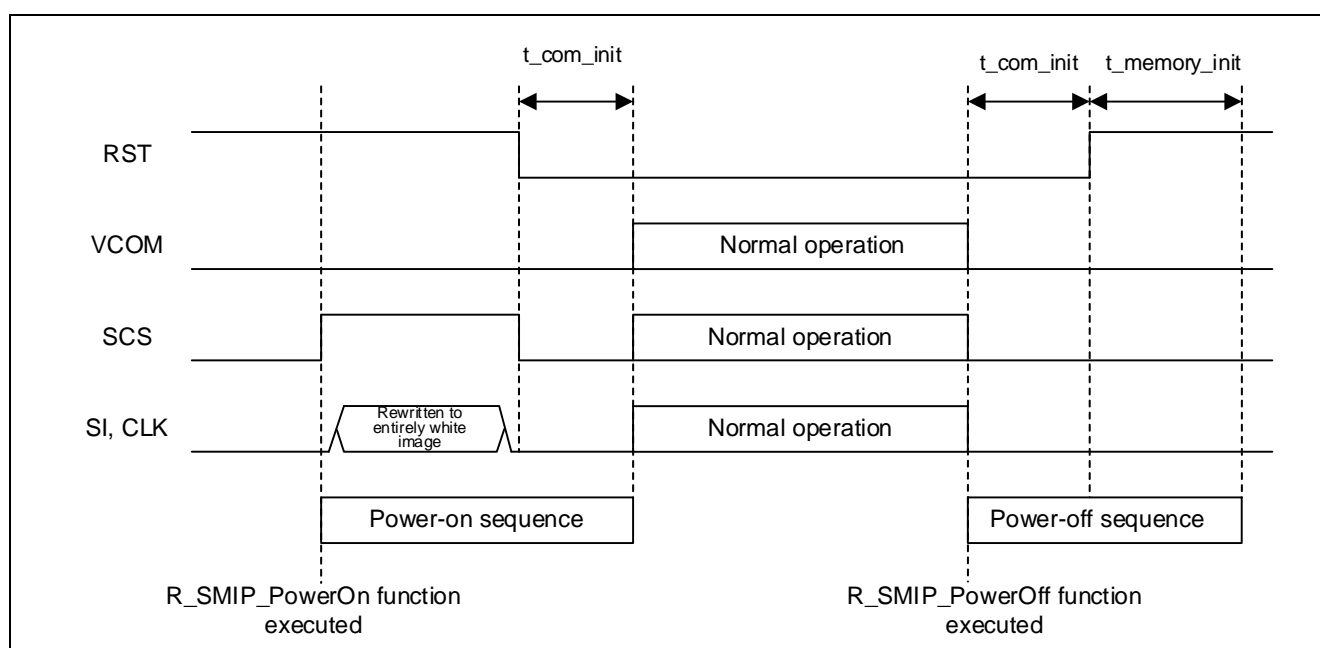 t_com_init
t_com_init
t_memory_init
RST
VCOM
Normal operation
SCS
Normal operation
SI, CLK
Rewritten to
entirely white
image
Normal operation
Power-on sequence
Power-off sequence
R_SMIP_PowerOn function
executed
R_SMIP_PowerOff function
executed